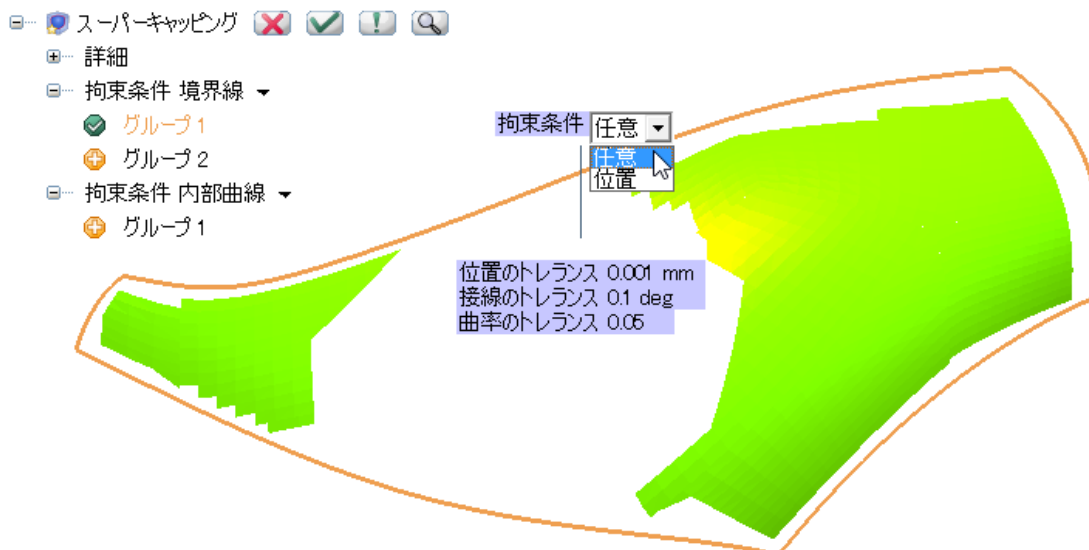 スーパーキャッピング
詳細
拘束条件 境界線
グループ 1
グループ 2
拘束条件 内部曲線
グループ 1
拘束条件 任意
任意
位置
位置のトレランス 0.001 mm
接線のトレランス 0.1 deg
曲率のトレランス 0.05